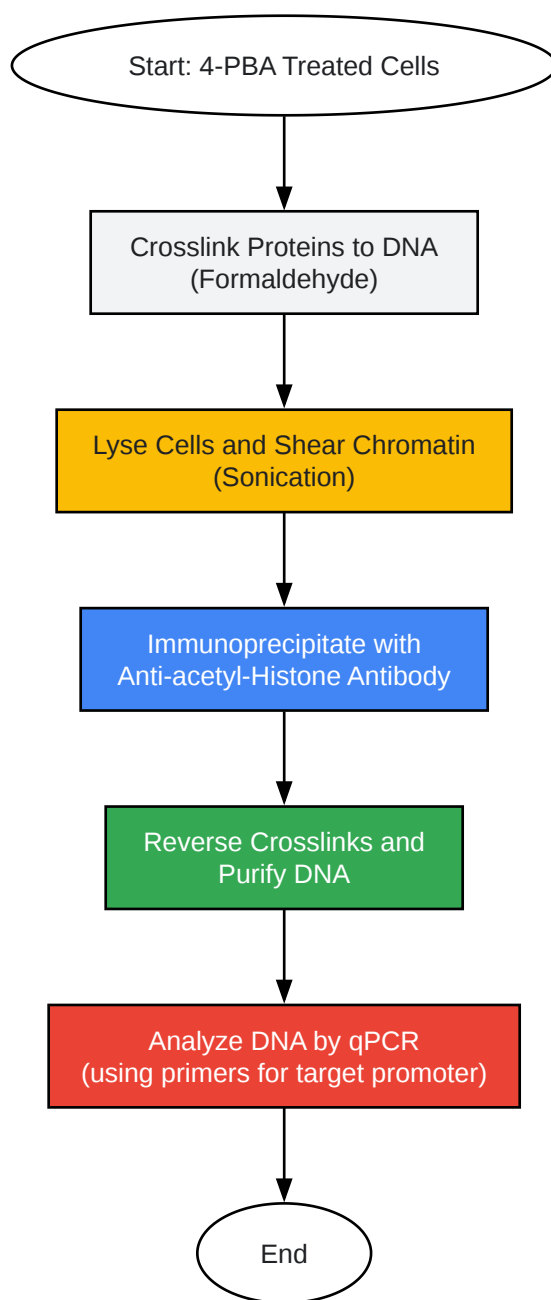 Start: 4-PBA Treated Cells
Crosslink Proteins to DNA
(Formaldehyde)
Lyse Cells and Shear Chromatin
(Sonication)
Immunoprecipitate with
Anti-acetyl-Histone Antibody
Reverse Crosslinks and
Purify DNA
Analyze DNA by qPCR
(using primers for target promoter)
End